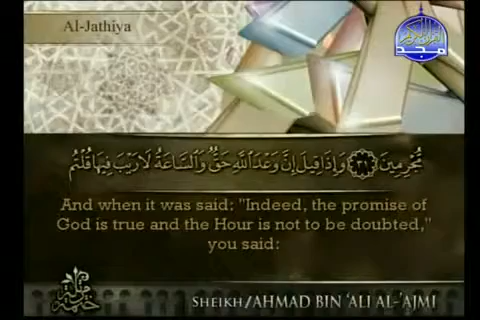 Al-Jathiya
مُّجْرِمِينَ ٣١ وَإِذَا قِيلَ إِنَّ وَعْدَ اللَّهِ حَقٌّ وَالسَّاعَةُ لَا رَيْبَ فِيهَا قُلْتُم
And when it was said: "Indeed, the promise of
God is true and the Hour is not to be doubted,"
you said:
SHEIKH/AHMAD BIN 'ALI AL-'AJMI